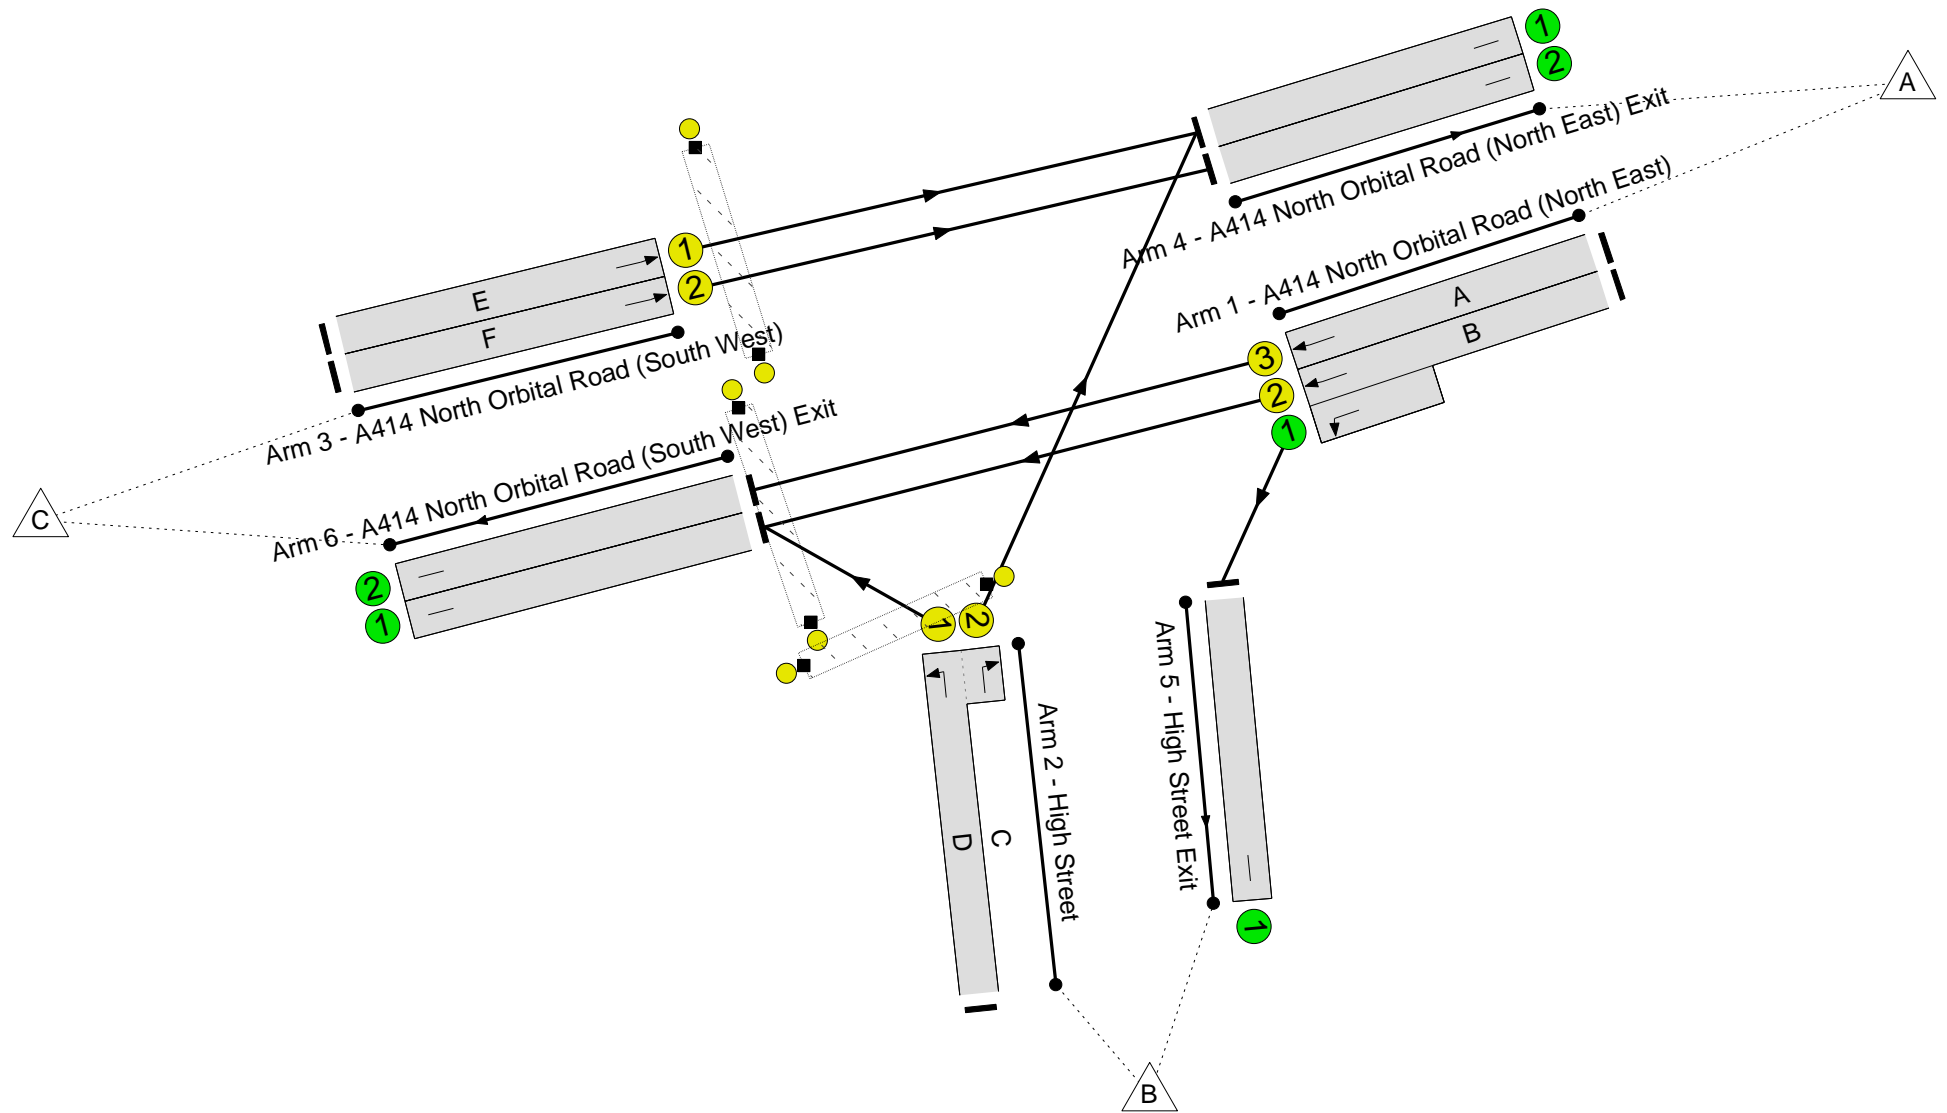 1
2
A
Arm 4 - A414 North Orbital Road (North East) Exit
Arm 1 - A414 North Orbital Road (North East)
A
B
3
2
1
1
2
E
F
Arm 3 - A414 North Orbital Road (South West)
Arm 6 - A414 North Orbital Road (South West) Exit
C
2
1
1
2
Arm 2 - High Street
C
D
Arm 5 - High Street Exit
1
B